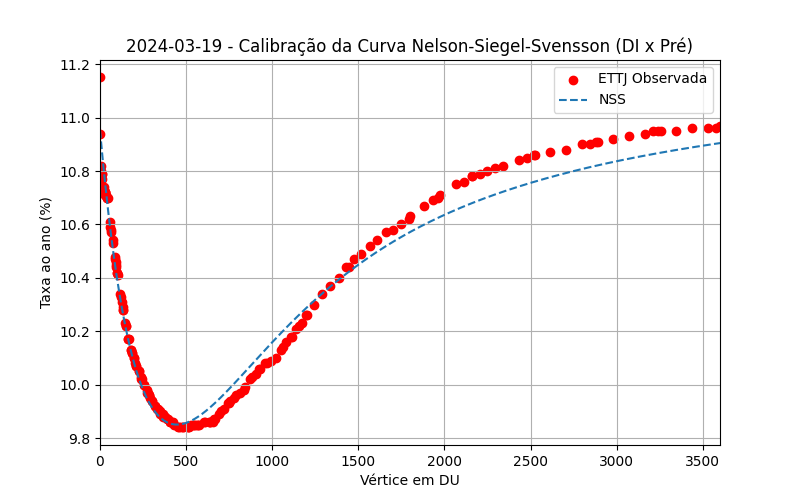 2024-03-19 - Calibração da Curva Nelson-Siegel-Svensson (DI x Pré)
11.2
11.0
10.8
10.6
10.4
10.2
10.0
9.8
Taxa ao ano (%)
ETTJ Observada
NSS
0 500 1000 1500 2000 2500 3000 3500
Vértice em DU